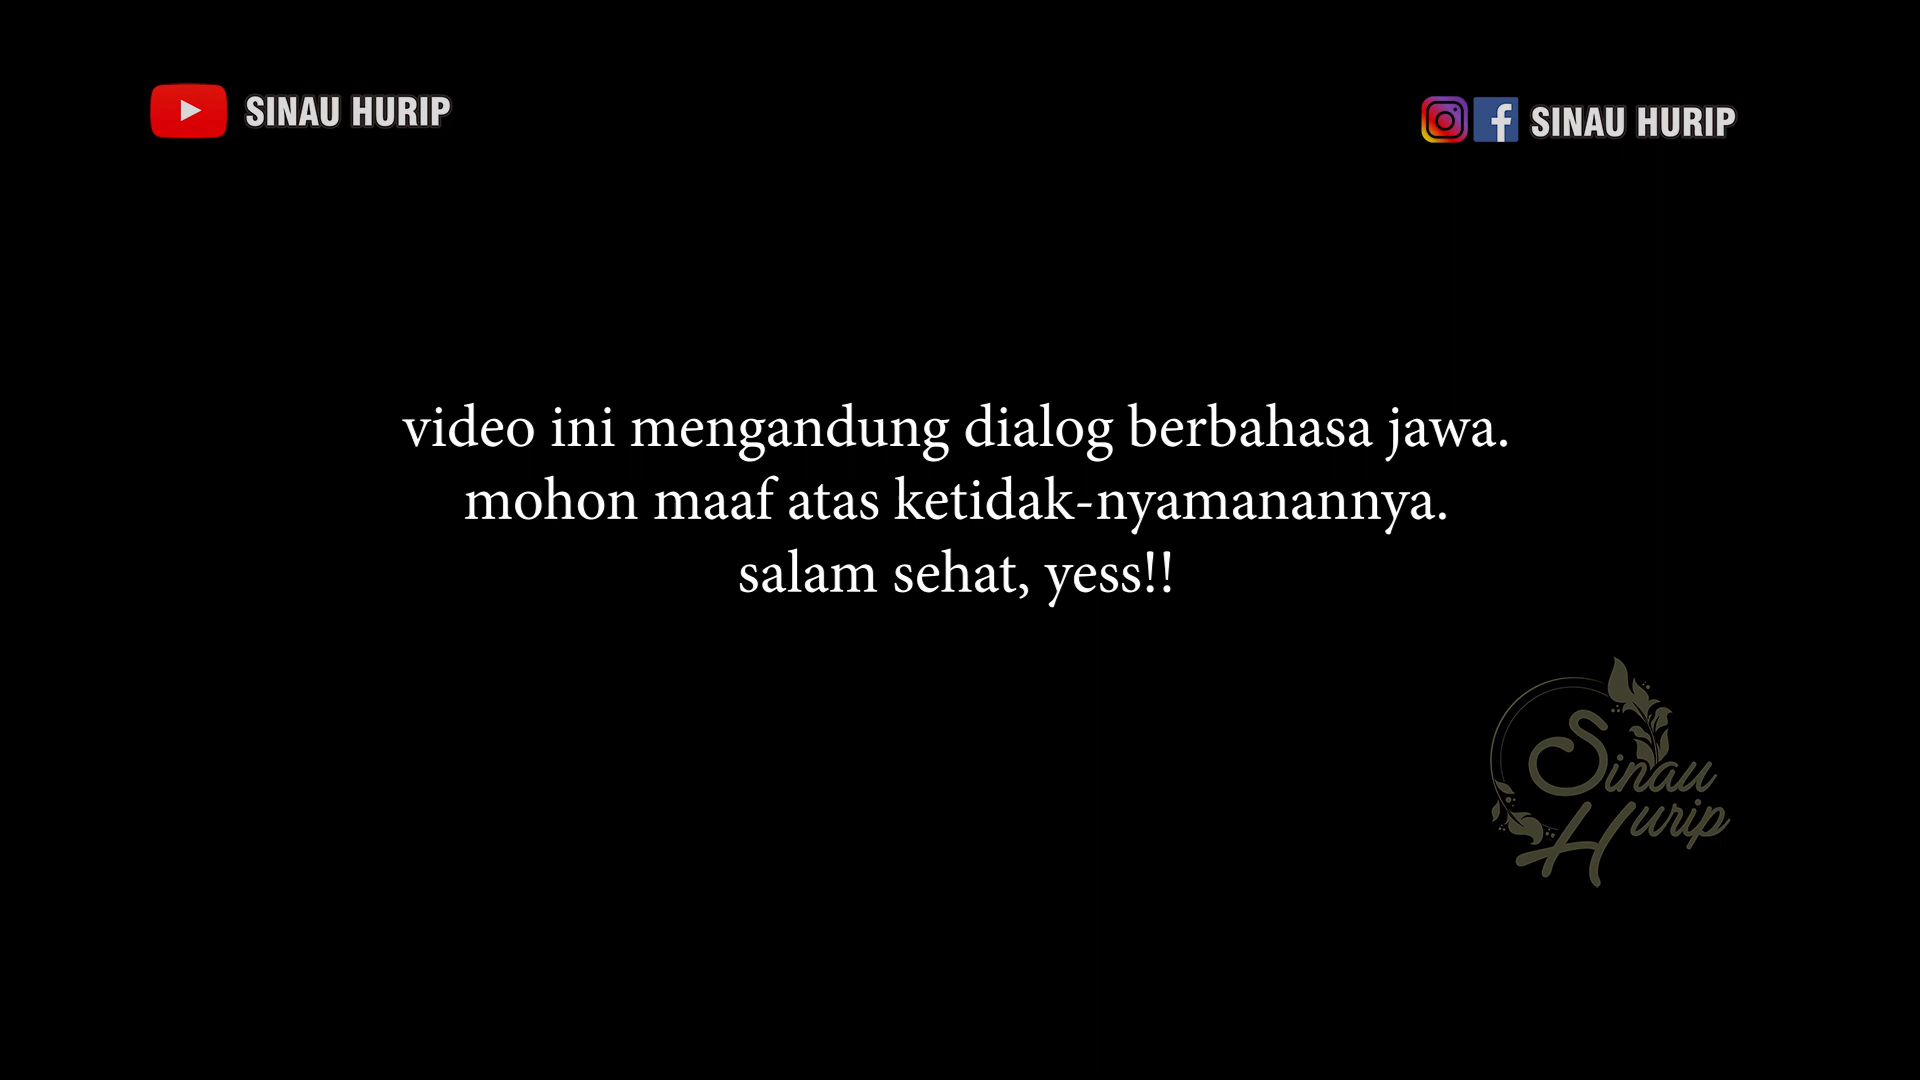 SINAU HURIP
SINAU HURIP
video ini mengandung dialog berbahasa jawa.
mohon maaf atas ketidak-nyamanannya.
salam sehat, yess!!
Sinau
Hurip